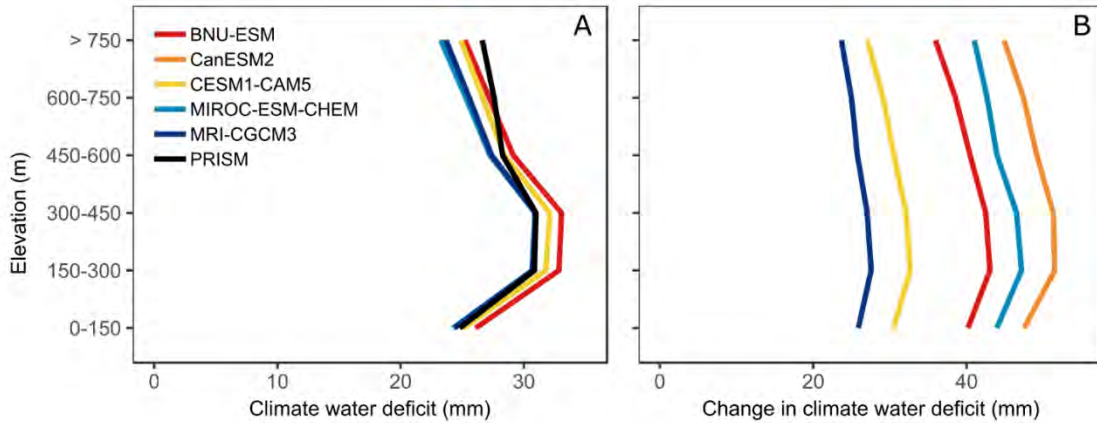 A
B
BNU-ESM
CanESM2
CESM1-CAM5
MIROC-ESM-CHEM
MRI-CGCM3
PRISM
Elevation (m)
> 750
600-750
450-600
300-450
150-300
0-150
0 20 30
0 20 40
Climate water deficit (mm)
Change in climate water deficit (mm)